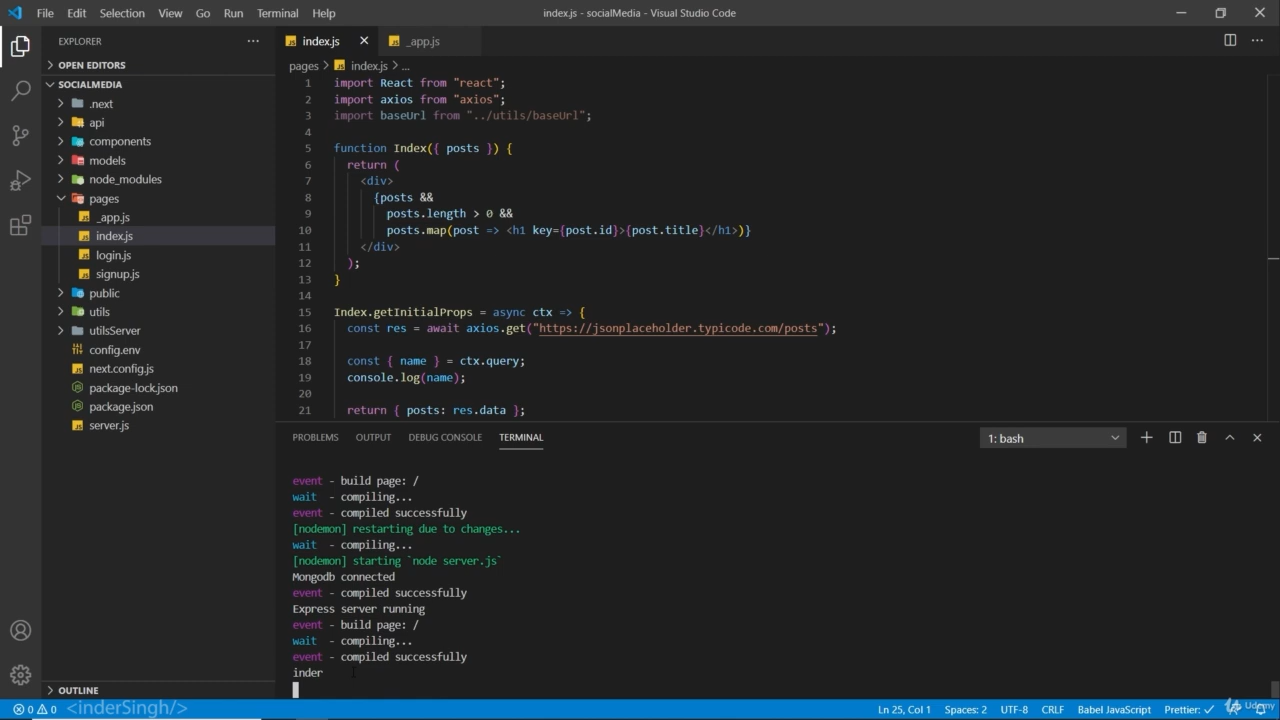 File Edit Selection View Go Run Terminal Help
index.js - socialMedia - Visual Studio Code
EXPLORER
OPEN EDITORS
SOCIALMEDIA
.next
api
components
models
node_modules
pages
_app.js
index.js
login.js
signup.js
public
utils
utilsServer
config.env
next.config.js
package-lock.json
package.json
server.js
OUTLINE
index.js
_app.js
pages > index.js > ...
1 import React from "react";
2 import axios from "axios";
3 import baseUrl from "../utils/baseUrl";
4
5 function Index({ posts }) {
6 return (
7 <div>
8 {posts &&
9 posts.length > 0 &&
10 posts.map(post => <h1 key={post.id}>{post.title}</h1>)}
11 </div>
12 );
13 }
14
15 Index.getInitialProps = async ctx => {
16 const res = await axios.get("https://jsonplaceholder.typicode.com/posts");
17
18 const { name } = ctx.query;
19 console.log(name);
20
21 return { posts: res.data };
PROBLEMS OUTPUT DEBUG CONSOLE TERMINAL
1: bash
event - build page: /
wait - compiling...
event - compiled successfully
[nodemon] restarting due to changes...
wait - compiling...
[nodemon] starting `node server.js`
Mongodb connected
event - compiled successfully
Express server running
event - build page: /
wait - compiling...
event - compiled successfully
inder
0 0 <inderSingh/>
Ln 25, Col 1 Spaces: 2 UTF-8 CRLF Babel JavaScript Prettier: ✓
Udemy